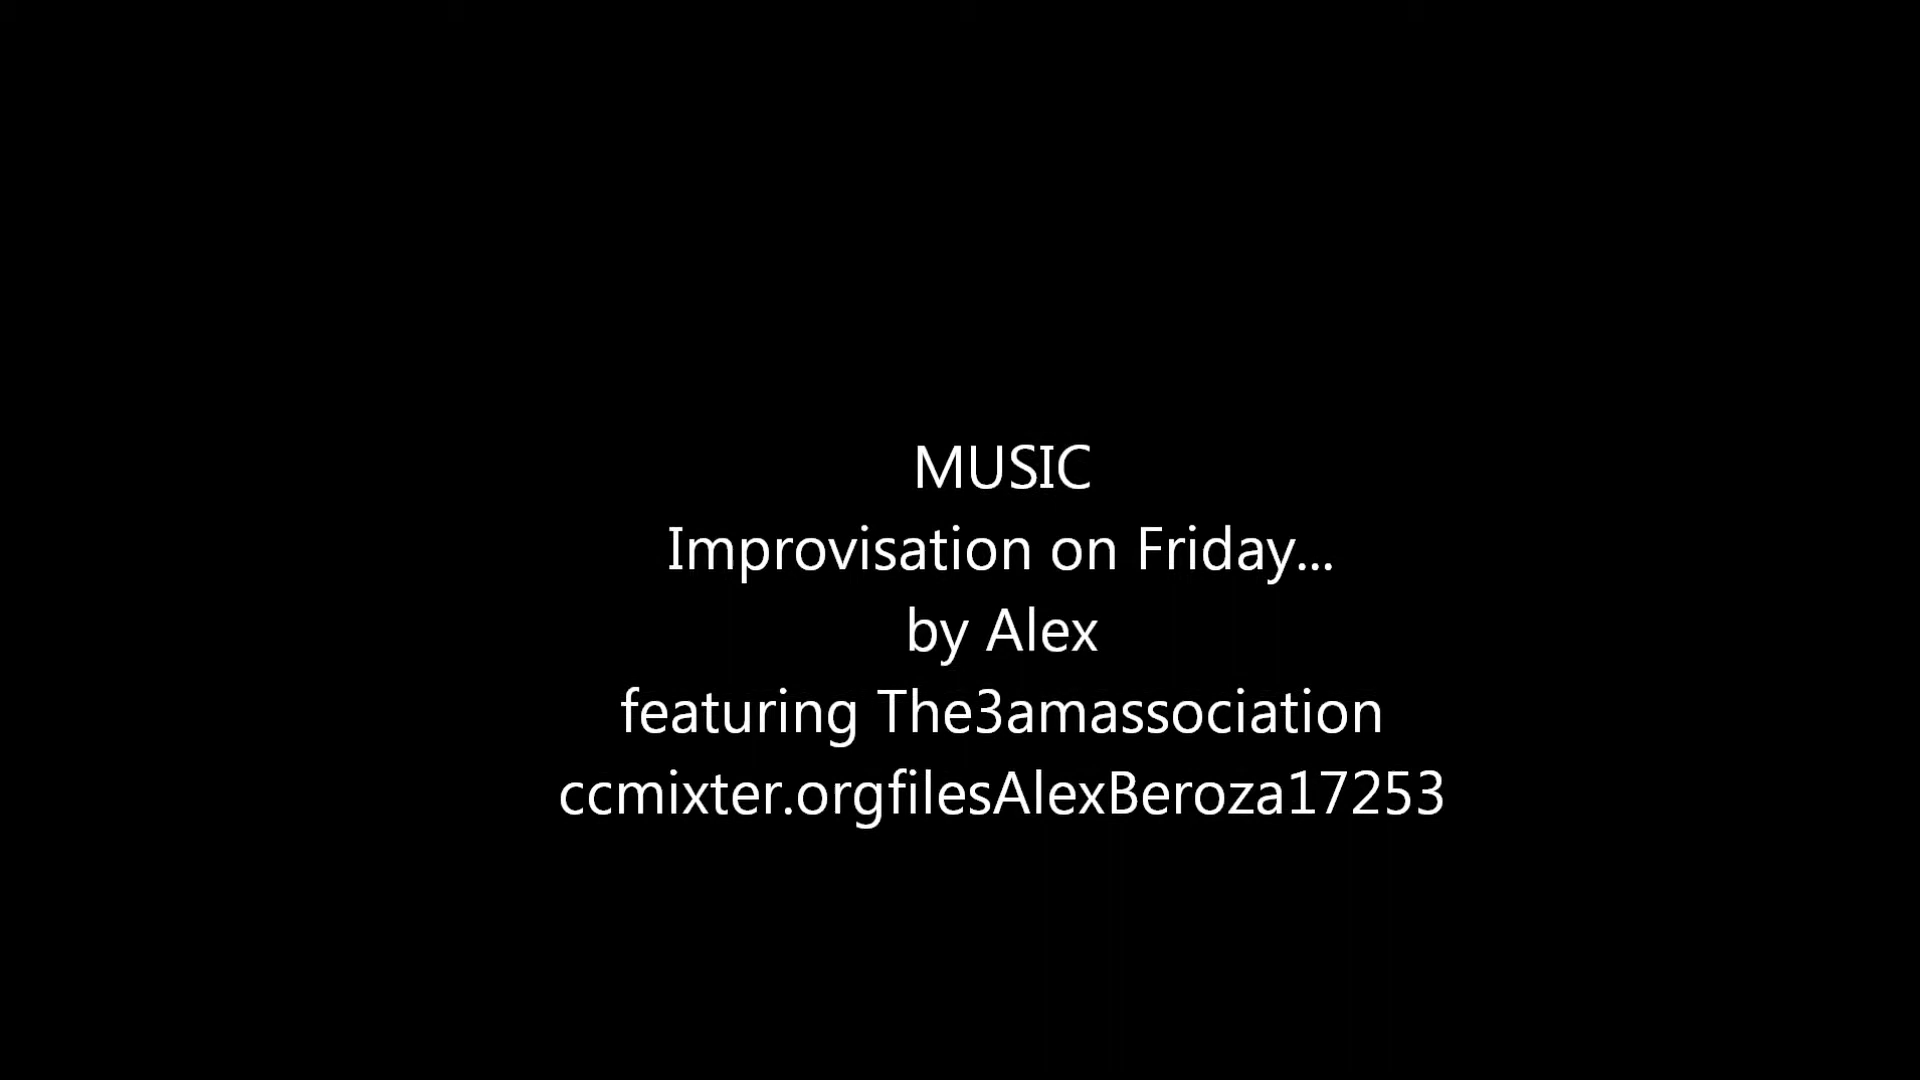 MUSIC
Improvisation on Friday...
by Alex
featuring The3amassociation
ccmixter.orgfilesAlexBeroza17253